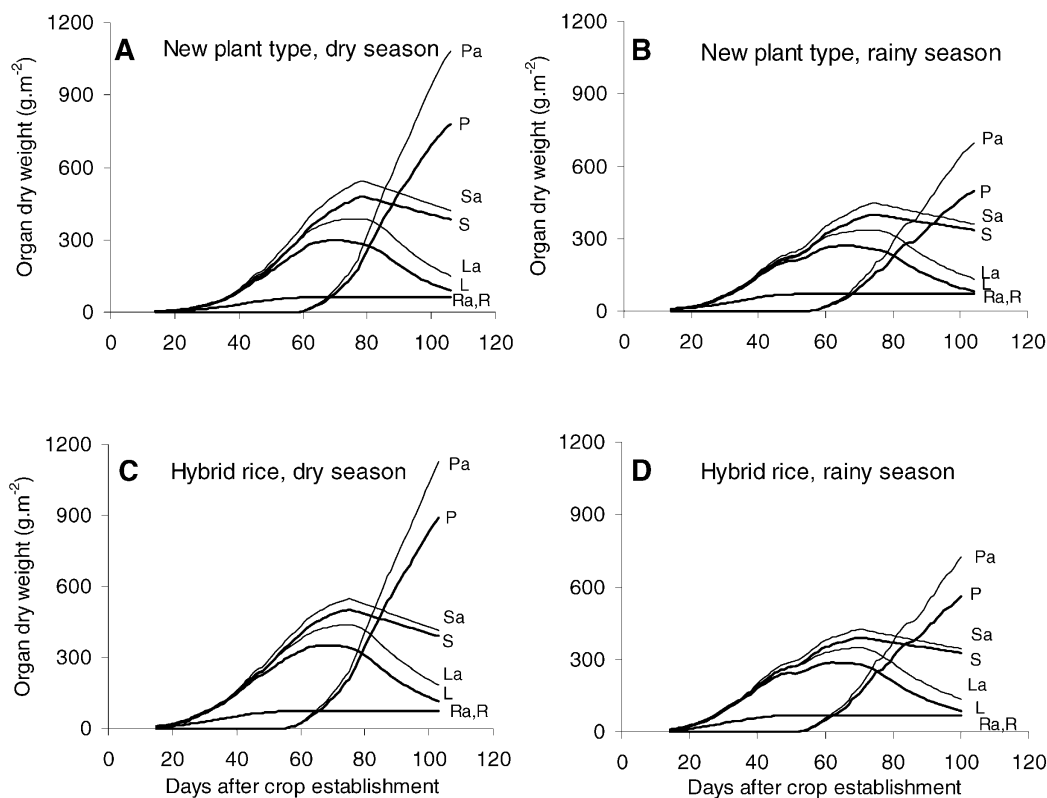 A New plant type, dry season
Organ dry weight (g.m-2)
1200
900
600
300
0
0 20 40 60 80 100 120
Pa
P
Sa
S
La
L
Ra,R
B New plant type, rainy season
Organ dry weight (g.m-2)
1200
900
600
300
0
0 20 40 60 80 100 120
Pa
P
Sa
S
La
L
Ra,R
C Hybrid rice, dry season
Organ dry weight (g.m-2)
1200
900
600
300
0
0 20 40 60 80 100 120
Days after crop establishment
Pa
P
Sa
S
La
L
Ra,R
D Hybrid rice, rainy season
1200
900
600
300
0
0 20 40 60 80 100 120
Days after crop establishment
Pa
P
Sa
S
La
L
Ra,R